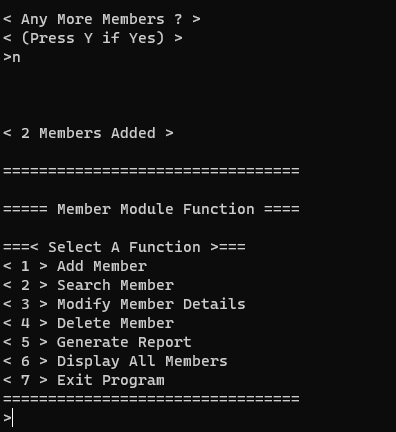 < Any More Members ? >
< (Press Y if Yes) >
>n
< 2 Members Added >
=================================
===== Member Module Function ====
===< Select A Function >===
< 1 > Add Member
< 2 > Search Member
< 3 > Modify Member Details
< 4 > Delete Member
< 5 > Generate Report
< 6 > Display All Members
< 7 > Exit Program
=================================
>